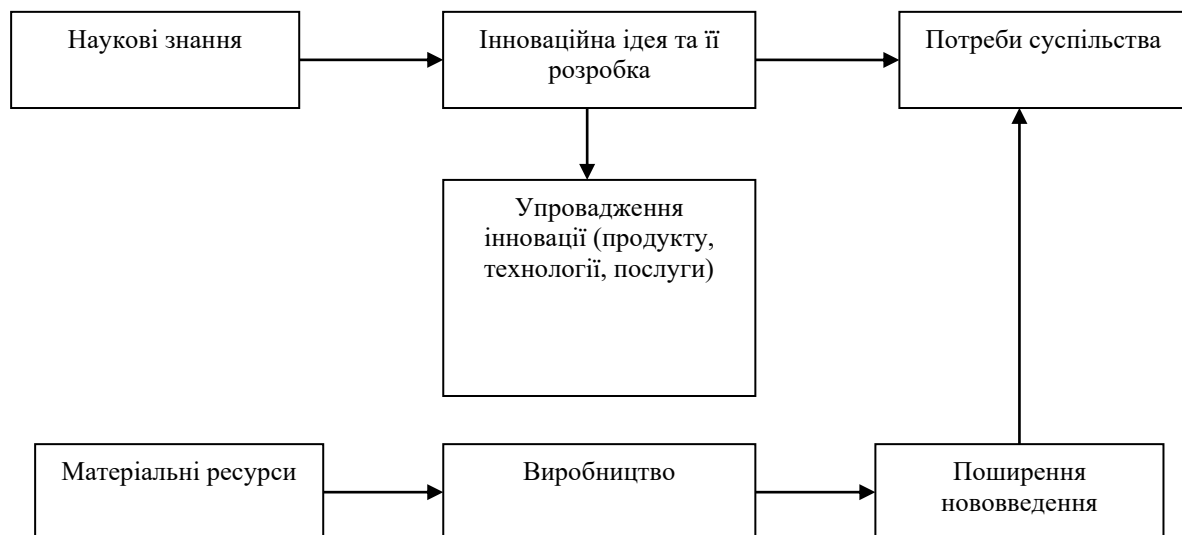 Наукові знання
Інноваційна ідея та її
розробка
Потреби суспільства
Упровадження
інновації (продукту,
технології, послуги)
Матеріальні ресурси
Виробництво
Поширення
нововведення